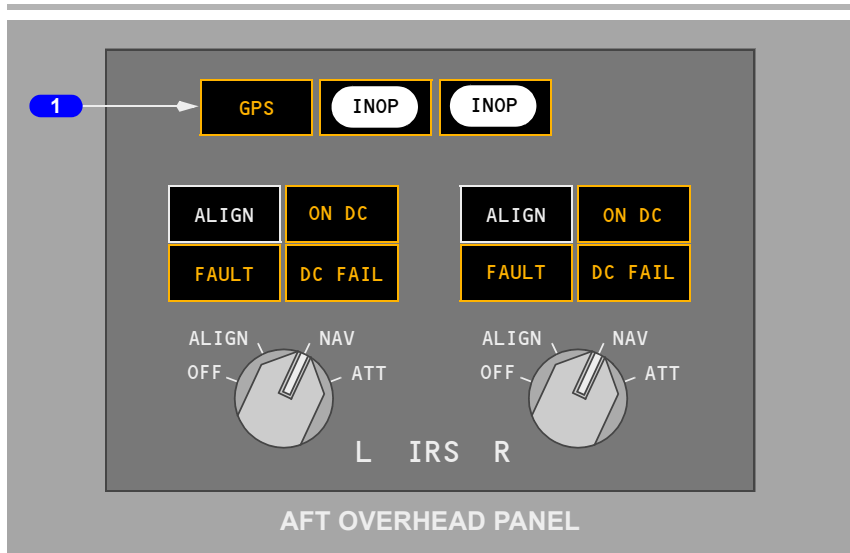 1 GPS INOP INOP
ALIGN ON DC ALIGN ON DC
FAULT DC FAIL FAULT DC FAIL
ALIGN NAV ALIGN NAV
OFF ATT OFF ATT
L IRS R
AFT OVERHEAD PANEL